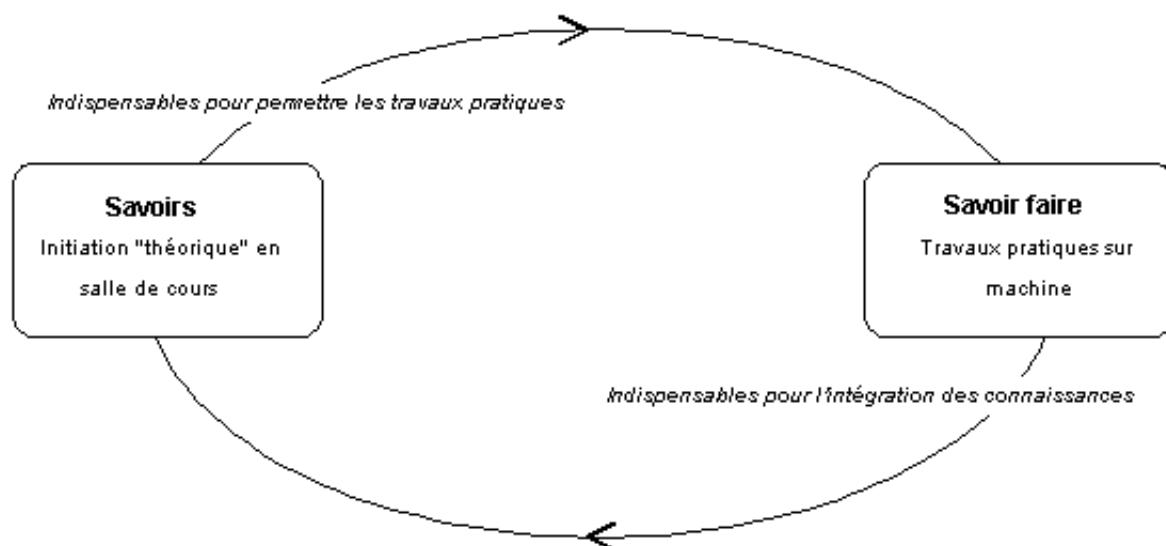 Indispensables pour permettre les travaux pratiques
Savoirs
Initiation "théorique" en
salle de cours
Savoir faire
Travaux pratiques sur
machine
Indispensables pour l'intégration des connaissances